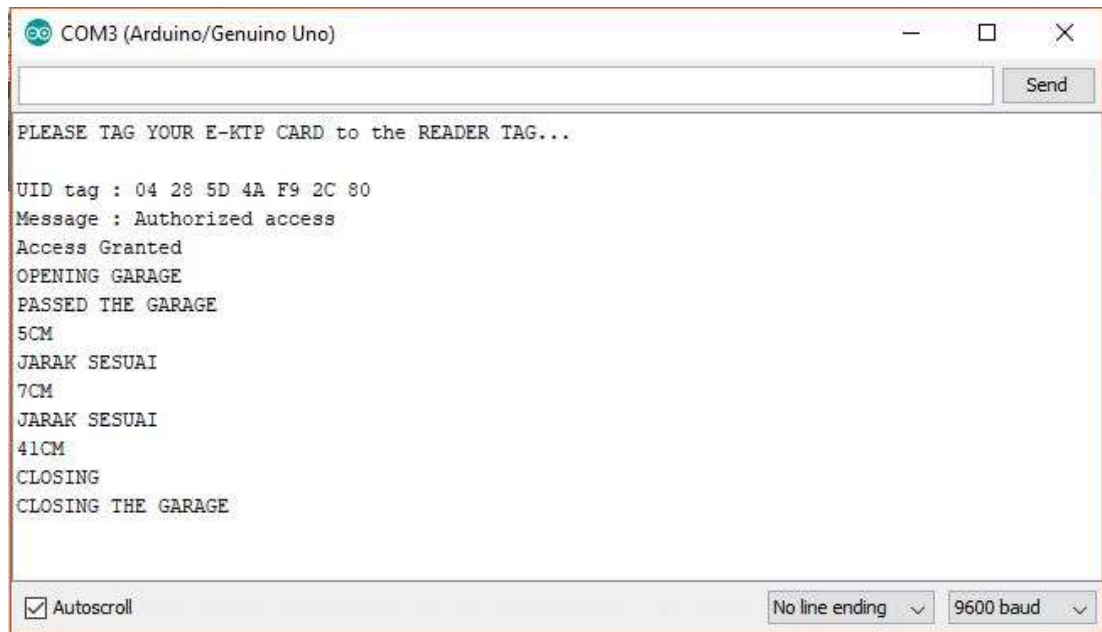 COM3 (Arduino/Genuino Uno)
Send
PLEASE TAG YOUR E-KTP CARD to the READER TAG...
UID tag : 04 28 5D 4A F9 2C 80
Message : Authorized access
Access Granted
OPENING GARAGE
PASSED THE GARAGE
5CM
JARAK SESUAI
7CM
JARAK SESUAI
41CM
CLOSING
CLOSING THE GARAGE
Autoscroll
No line ending
9600 baud